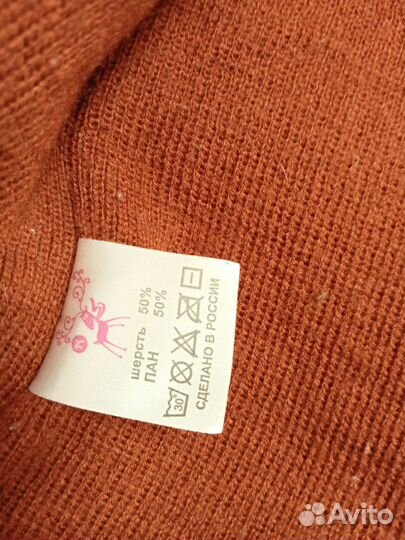 шерсть 50%
ПАН 50%
30°
СДЕЛАНО В РОССИИ
Avito